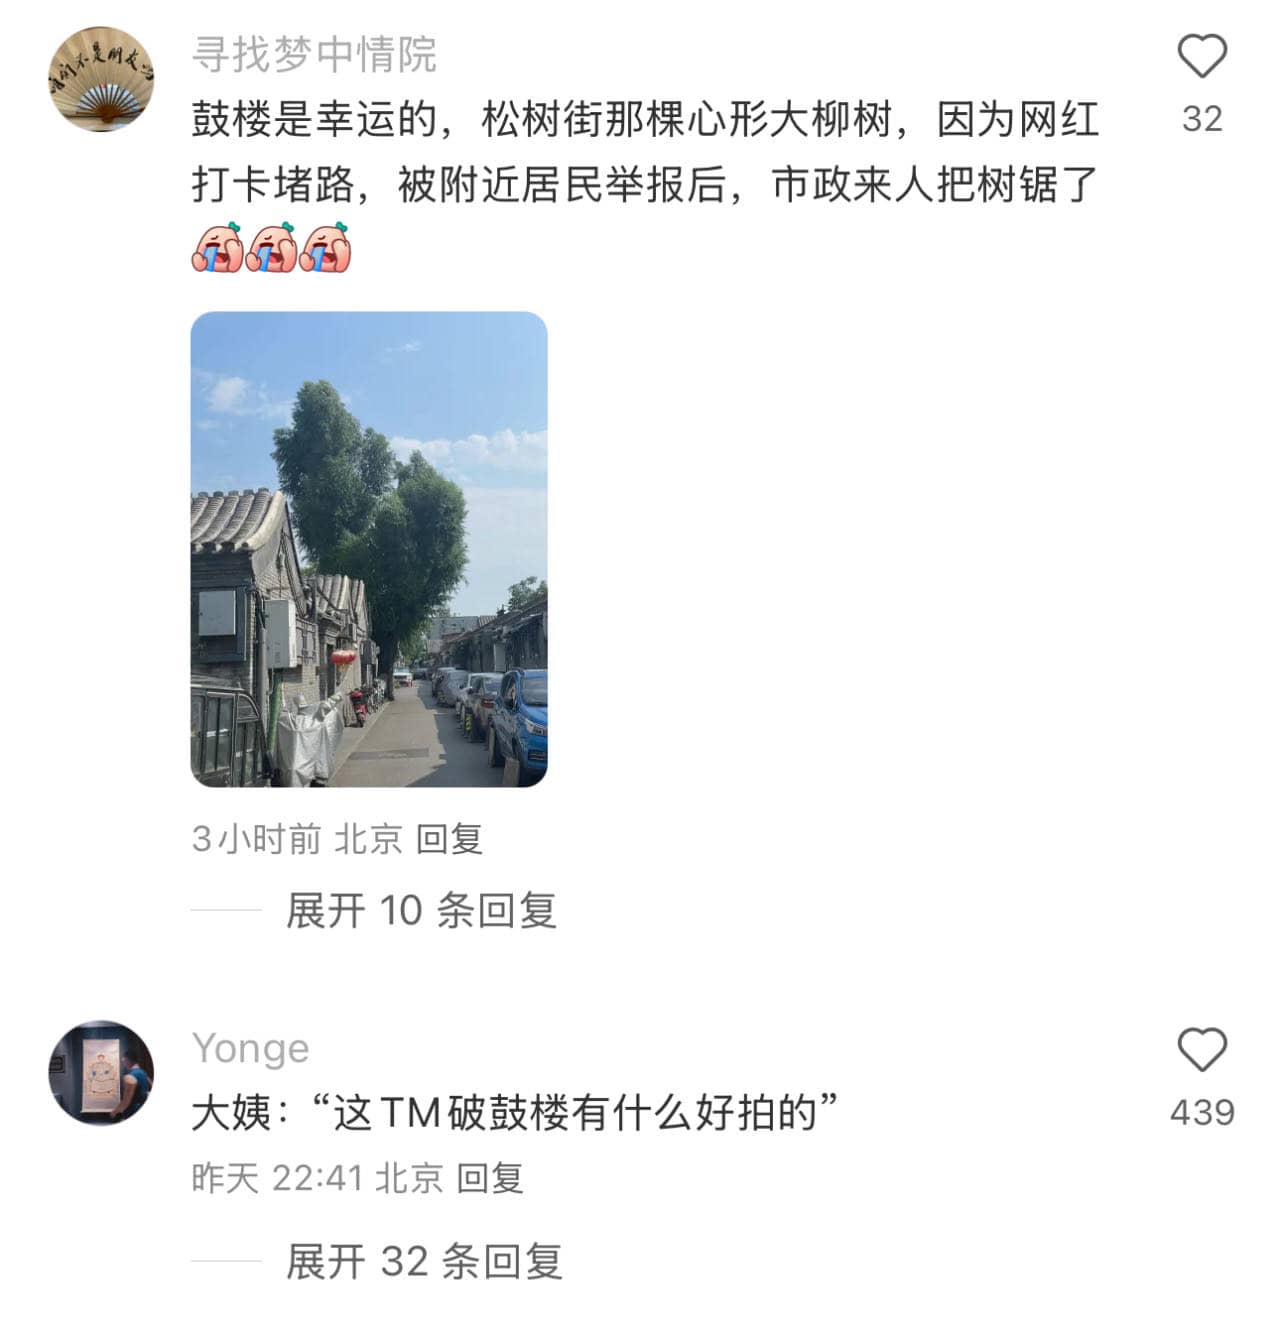 寻找梦中情院
鼓楼是幸运的，松树街那棵心形大柳树，因为网红
打卡堵路，被附近居民举报后，市政来人把树锯了
32
3小时前 北京 回复
展开 10 条回复
Yonge
大姨：“这TM破鼓楼有什么好拍的”
439
昨天 22:41 北京 回复
展开 32 条回复